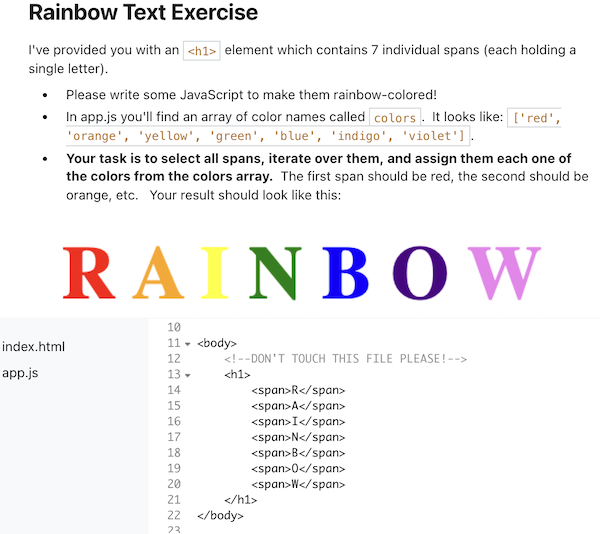 Rainbow Text Exercise
I've provided you with an <h1> element which contains 7 individual spans (each holding a
single letter).
• Please write some JavaScript to make them rainbow-colored!
• In app.js you'll find an array of color names called colors. It looks like: ['red',
'orange', 'yellow', 'green', 'blue', 'indigo', 'violet'].
• Your task is to select all spans, iterate over them, and assign them each one of
the colors from the colors array. The first span should be red, the second should be
orange, etc. Your result should look like this:
RAINBOW
index.html
app.js
10
11 <body>
12 <!--DON'T TOUCH THIS FILE PLEASE!-->
13 <h1>
14 <span>R</span>
15 <span>A</span>
16 <span>I</span>
17 <span>N</span>
18 <span>B</span>
19 <span>O</span>
20 <span>W</span>
21 </h1>
22 </body>
23